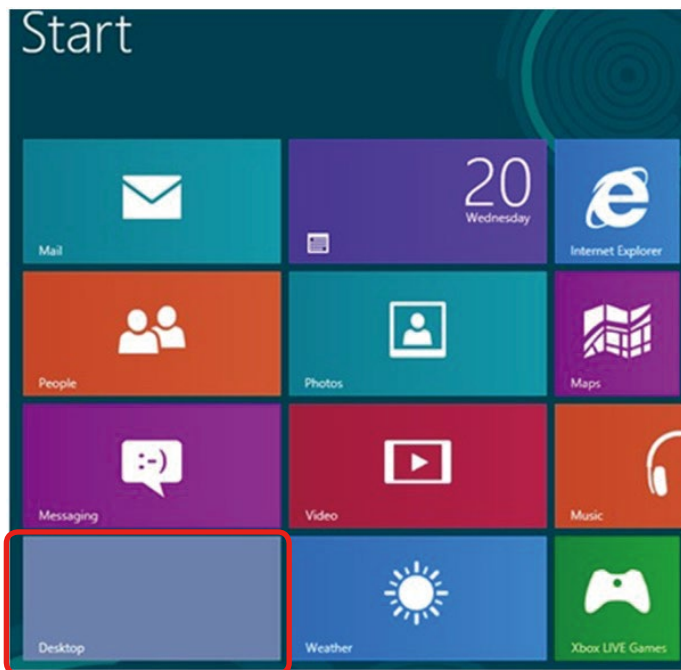 Start
20
Wednesday
Mail
Internet Explorer
People
Photos
Maps
:-)
Messaging
Video
Music
Desktop
Weather
Xbox LIVE Games